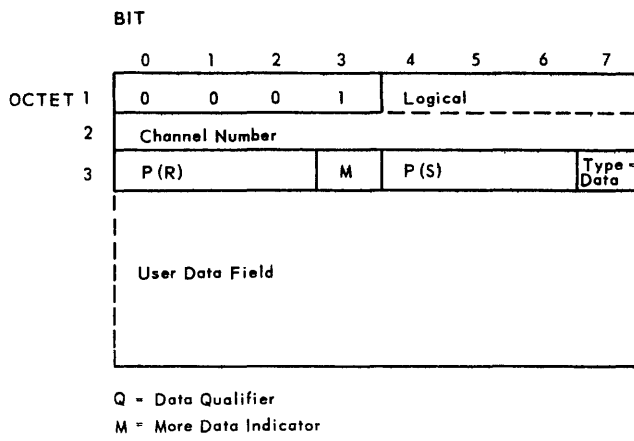 BIT
0 1 2 3 4 5 6 7
OCTET 1 0 0 0 1 Logical
2 Channel Number
3 P(R) M P(S) Type = Data
User Data Field
Q = Data Qualifier
M = More Data Indicator